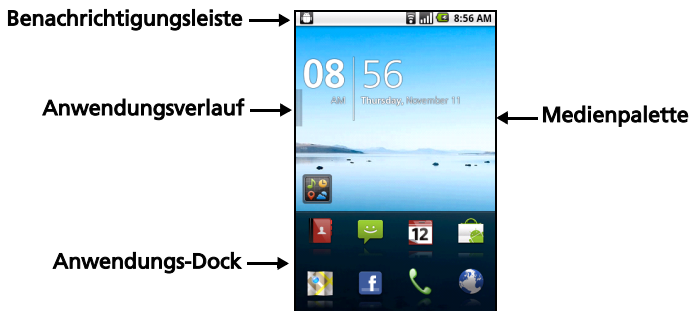 Benachrichtigungsleiste
8:56 AM
08 56
AM Thursday, November 11
Anwendungsverlauf
Medienpalette
12
Anwendungs-Dock
f